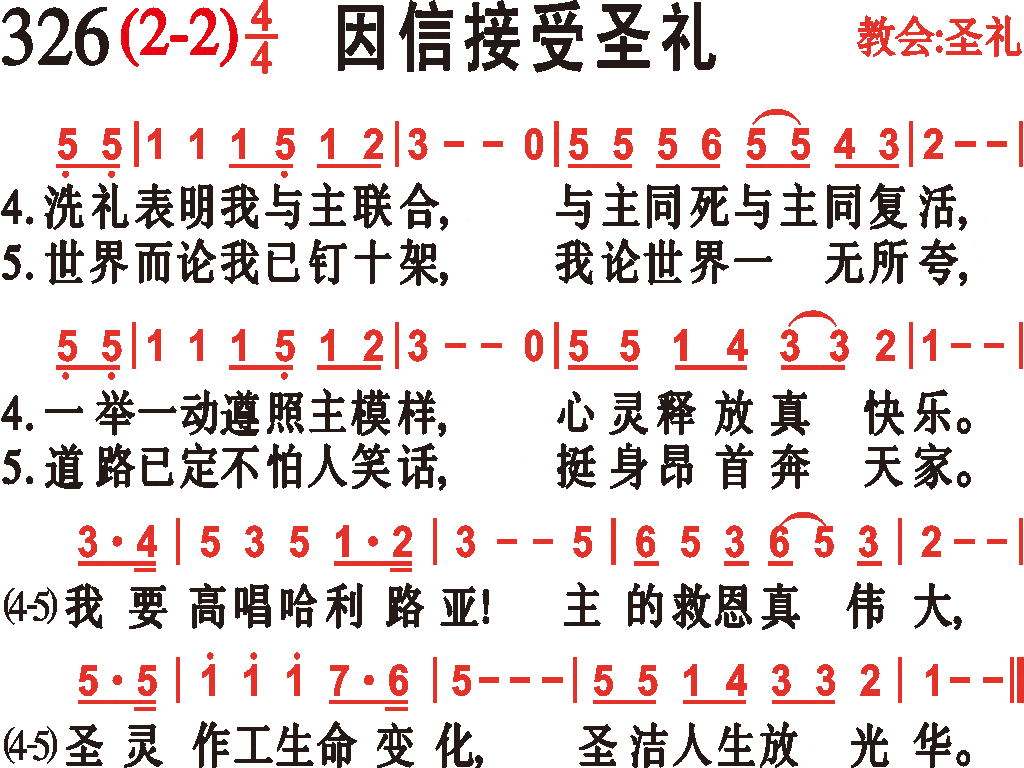 326 (2-2) 4/4 因信接受圣礼 教会:圣礼
5̣ 5̣ | 1 1 1 5̣ 1 2 | 3 - - 0 | 5 5 5 6 5 5 4 3 | 2 - - |
4. 洗礼表明我与主联合, 与主同死与主同复活,
5. 世界而论我已钉十架, 我论世界一 无所夸,
5̣ 5̣ | 1 1 1 5̣ 1 2 | 3 - - 0 | 5 5 1 4 3 3 2 | 1 - - |
4. 一举一动遵照主模样, 心灵释放真 快乐。
5. 道路已定不怕人笑话, 挺身昂首奔 天家。
3 · 4 | 5 3 5 1 · 2 | 3 - - 5 | 6 5 3 6 5 3 | 2 - - |
(4-5) 我要高唱哈利路亚! 主的救恩真 伟大,
5 · 5 | 1̇ 1̇ 1̇ 7 · 6 | 5 - - - | 5 5 1 4 3 3 2 | 1 - - ‖
(4-5) 圣灵作工生命变化, 圣洁人生放 光华。